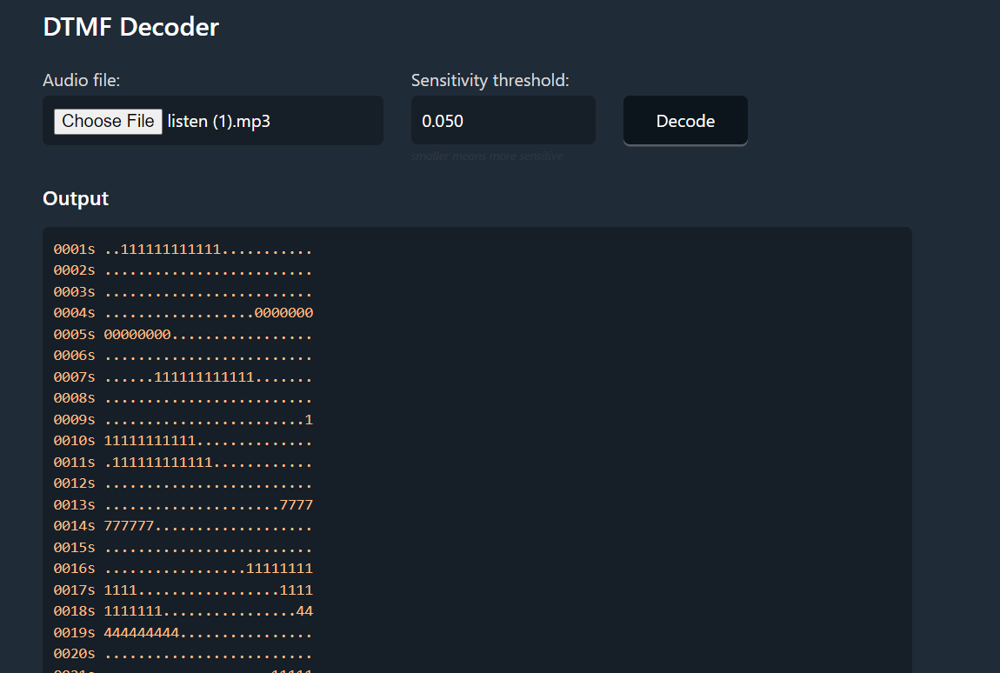 DTMF Decoder
Audio file:
Sensitivity threshold:
Choose File listen (1).mp3
0.050
Decode
smaller means more sensitive
Output
0001s ..111111111111...........
0002s .........................
0003s .........................
0004s ..................0000000
0005s 00000000.................
0006s .........................
0007s ......111111111111.......
0008s .........................
0009s ........................1
0010s 11111111111..............
0011s .111111111111............
0012s .........................
0013s .....................7777
0014s 777777...................
0015s .........................
0016s .................11111111
0017s 1111.................1111
0018s 1111111................44
0019s 444444444................
0020s .........................